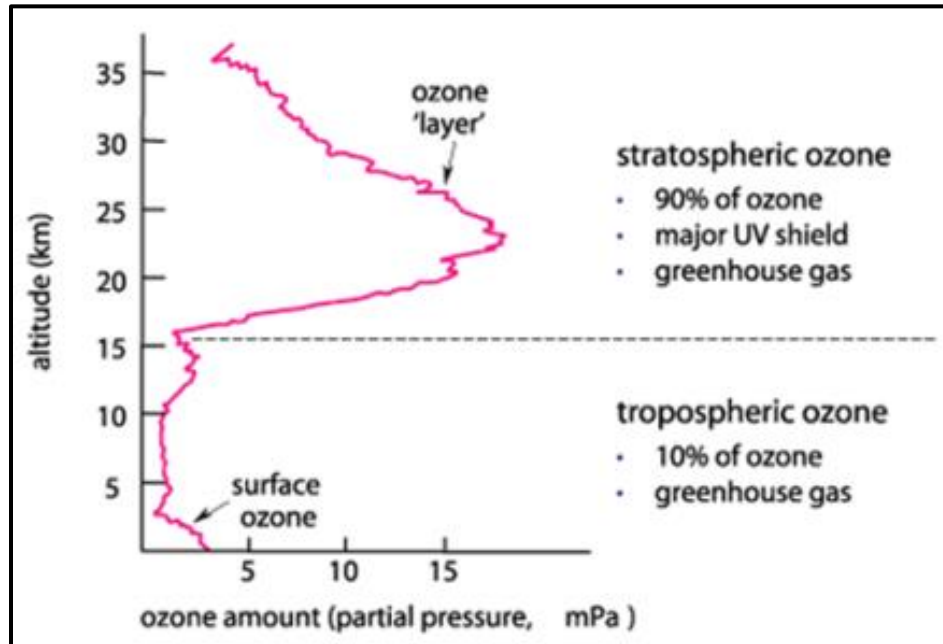 35
30
25
20
15
10
5
altitude (km)
ozone
'layer'
surface
ozone
5
10
15
ozone amount (partial pressure, mPa )
stratospheric ozone
• 90% of ozone
• major UV shield
• greenhouse gas
tropospheric ozone
• 10% of ozone
• greenhouse gas